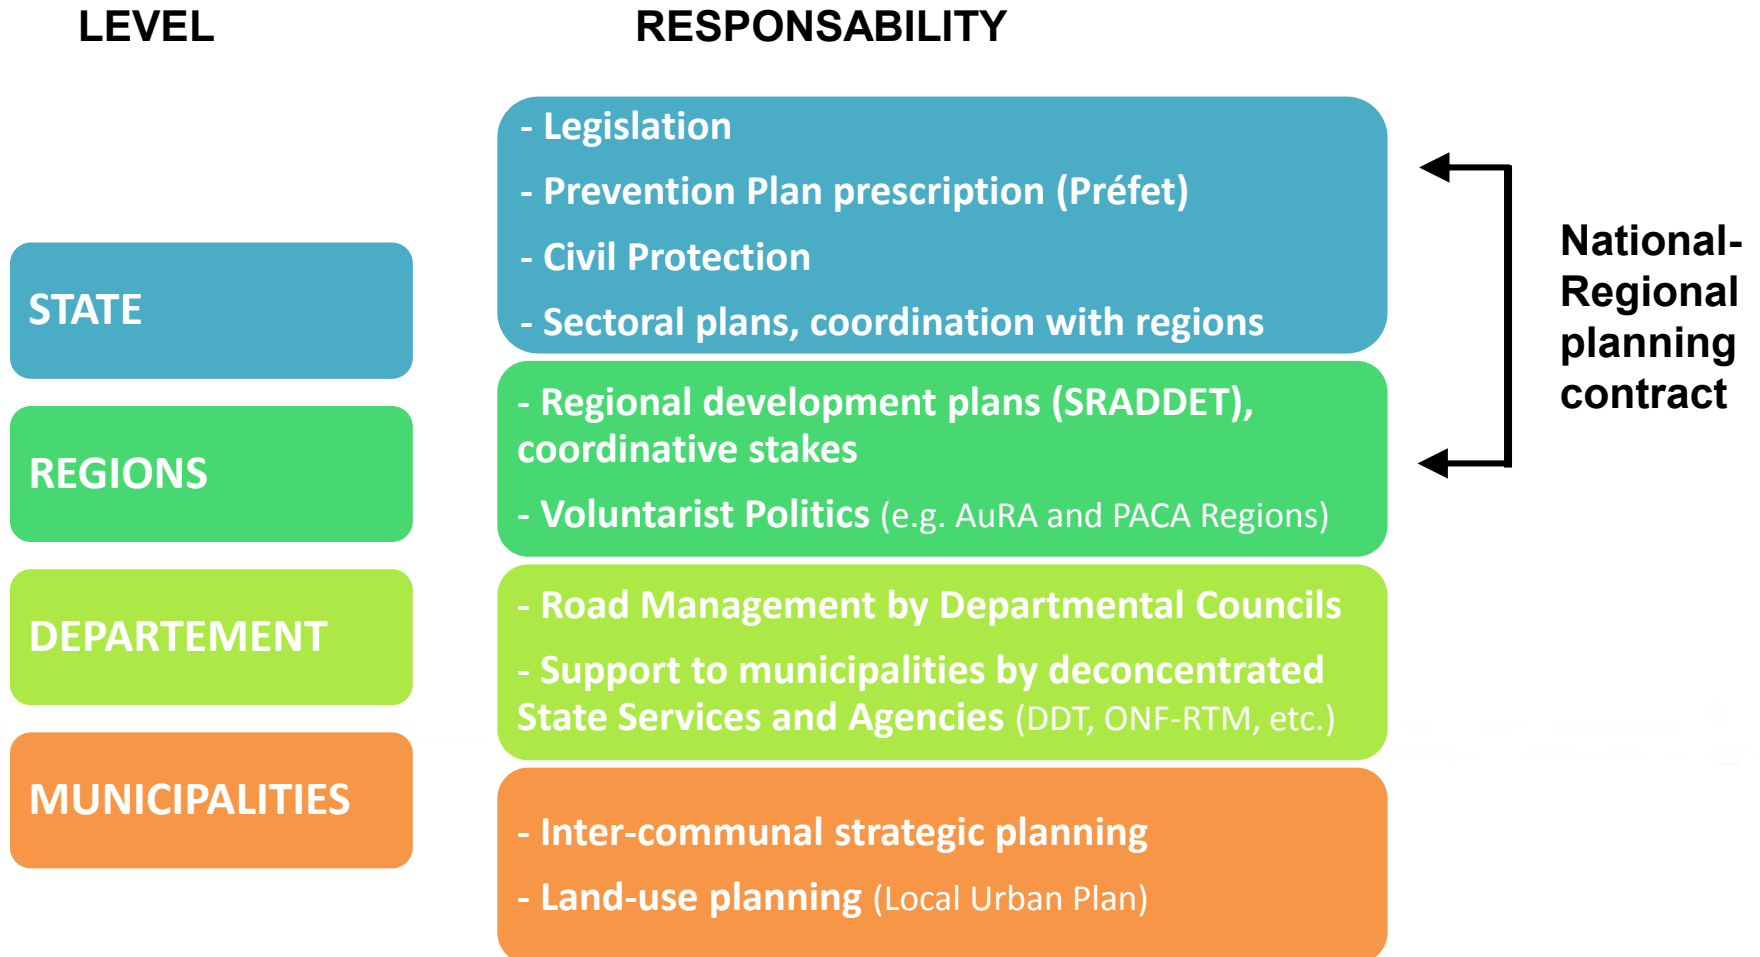 LEVEL
RESPONSABILITY
STATE
- Legislation
- Prevention Plan prescription (Préfet)
- Civil Protection
- Sectoral plans, coordination with regions
REGIONS
- Regional development plans (SRADDET),
coordinative stakes
- Voluntarist Politics (e.g. AuRA and PACA Regions)
DEPARTEMENT
- Road Management by Departmental Councils
- Support to municipalities by deconcentrated
State Services and Agencies (DDT, ONF-RTM, etc.)
MUNICIPALITIES
- Inter-communal strategic planning
- Land-use planning (Local Urban Plan)
National-
Regional
planning
contract